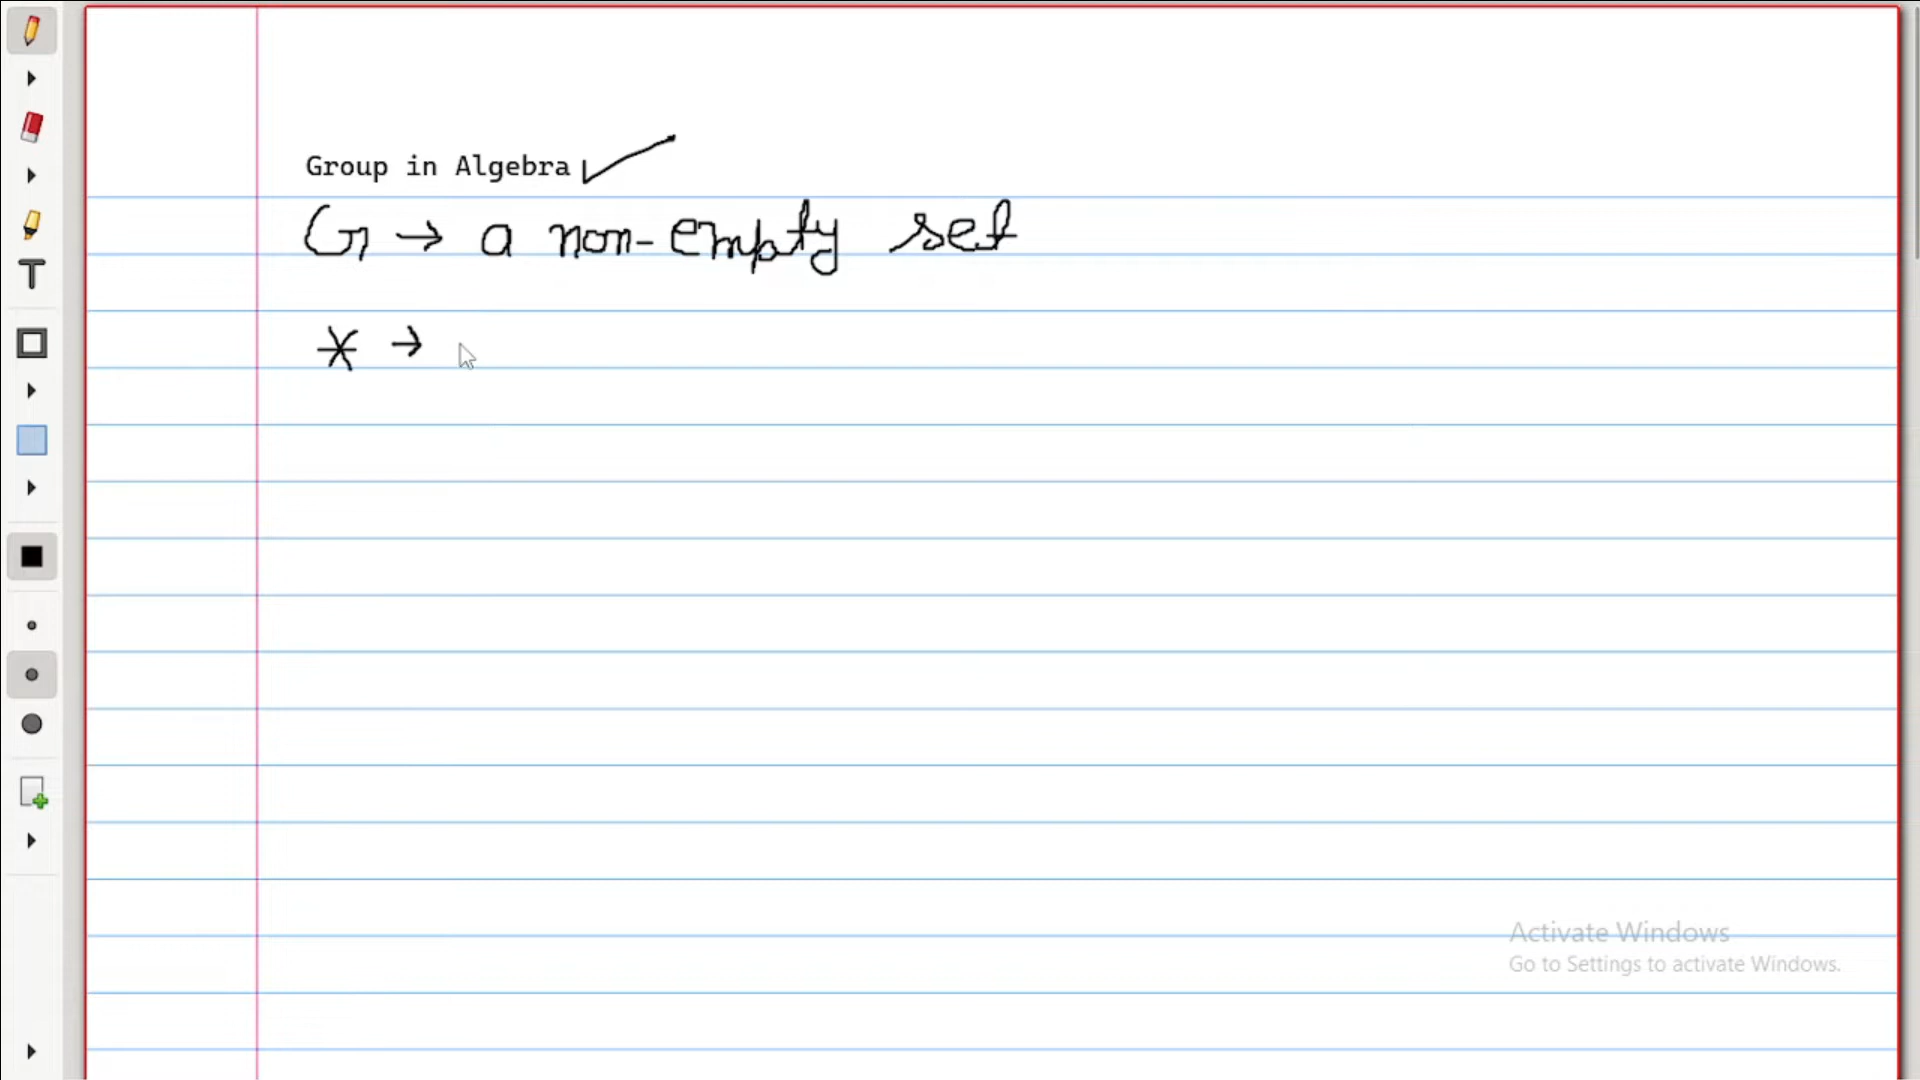 Group in Algebra ✓
G → a non-empty set
* →
Activate Windows
Go to Settings to activate Windows.